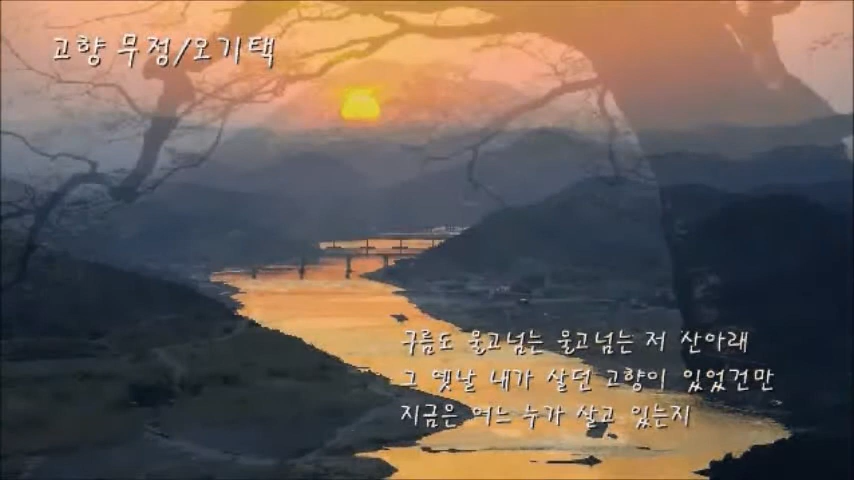 고향 무정/오기택
구름도 울고넘는 울고넘는 저 산아래
그 옛날 내가 살던 고향이 있었건만
지금은 어느 누가 살고 있는지